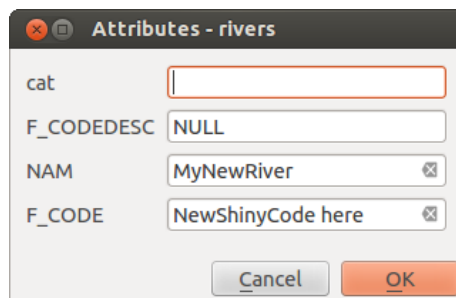 Attributes - rivers
cat
F_CODEDESC NULL
NAM MyNewRiver
F_CODE NewShinyCode here
Cancel OK